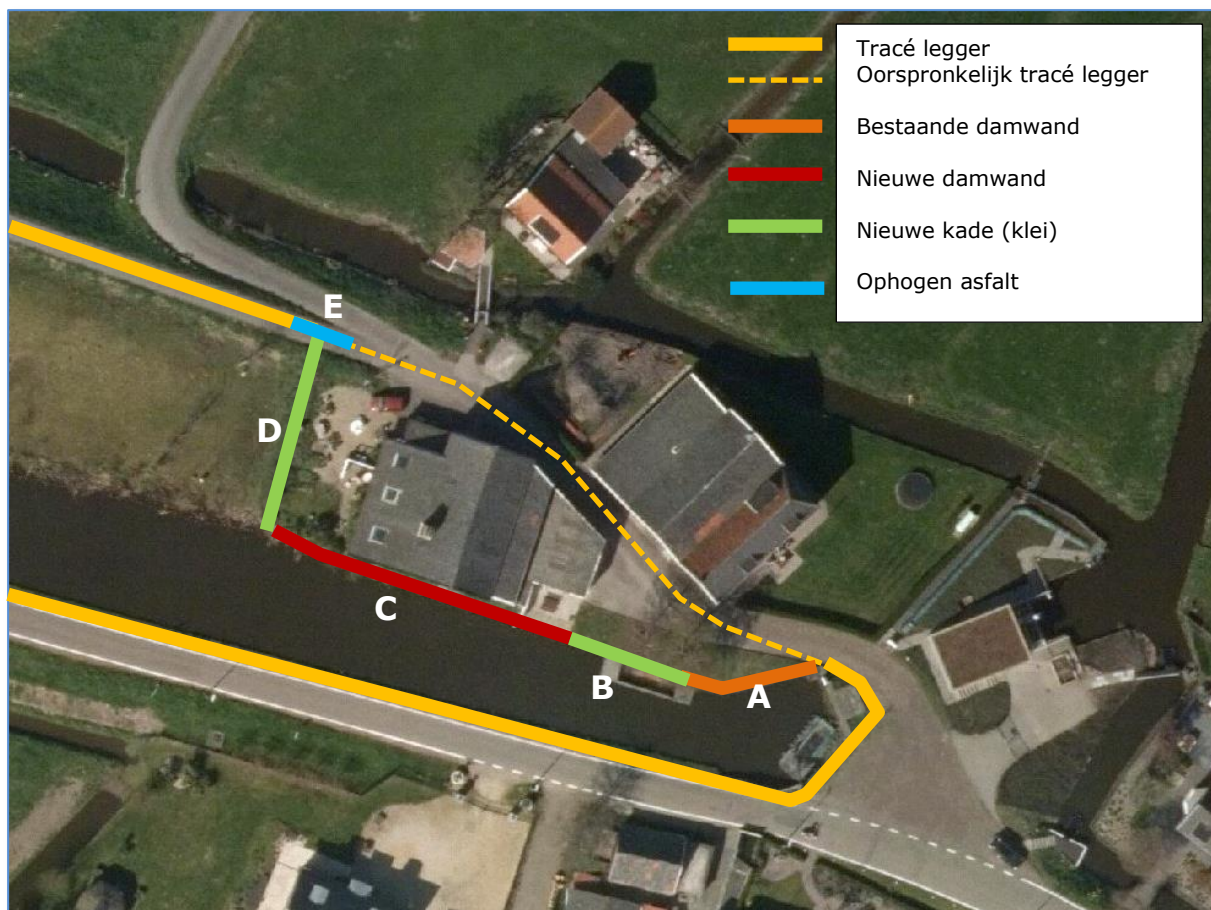 Tracé legger
Oorspronkelijk tracé legger
Bestaande damwand
Nieuwe damwand
Nieuwe kade (klei)
Ophogen asfalt
E
D
C
B
A